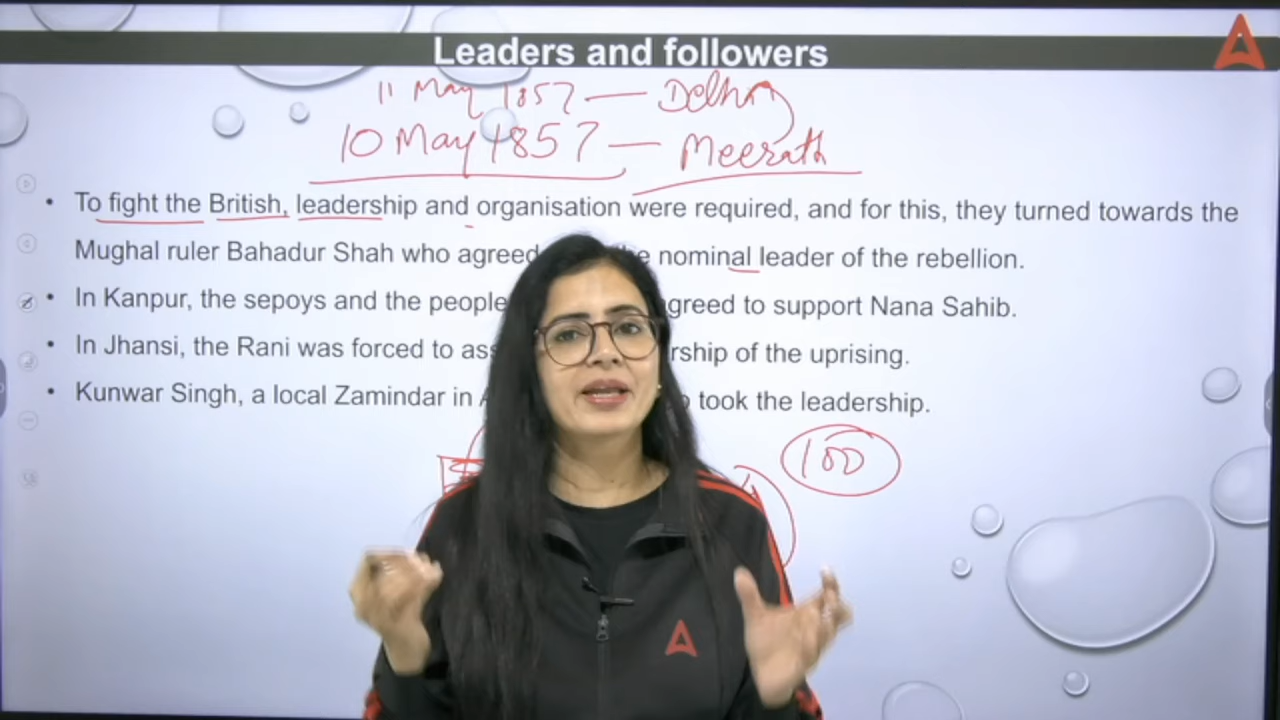 Leaders and followers
11 May 1857 — Delhi
10 May 1857 — Meerath
• To fight the British, leadership and organisation were required, and for this, they turned towards the
Mughal ruler Bahadur Shah who agreed nominal leader of the rebellion.
• In Kanpur, the sepoys and the people agreed to support Nana Sahib.
• In Jhansi, the Rani was forced to of the uprising.
• Kunwar Singh, a local Zamindar in took the leadership.
100